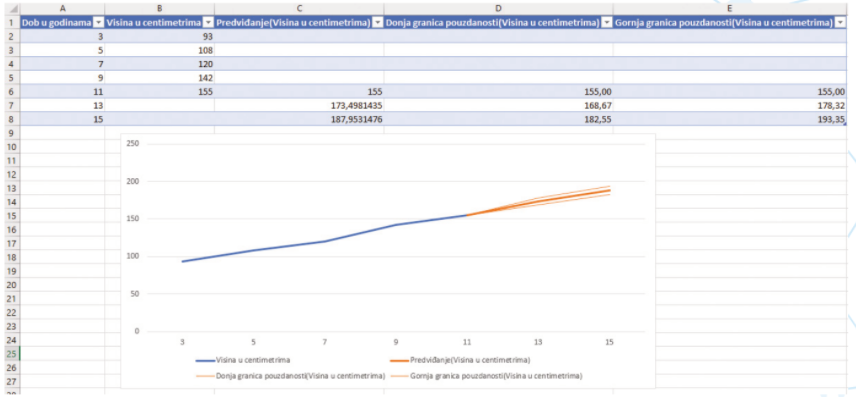 A B C D E
1 Dob u godinama Visina u centimetrima Predviđanje(Visina u centimetrima) Donja granica pouzdanosti(Visina u centimetrima) Gornja granica pouzdanosti(Visina u centimetrima)
2 3 93
3 5 108
4 7 120
5 9 142
6 11 155 155 155,00 155,00
7 13 173,4981435 168,67 178,32
8 15 187,9531476 182,55 193,35
9
10 250
11
12
13 200
14
15
16 150
17
18 100
19
20
21 50
22
23
24 0
3 5 7 9 11 13 15
25 Visina u centimetrima Predviđanje(Visina u centimetrima)
26
27 Donja granica pouzdanosti(Visina u centimetrima) Gornja granica pouzdanosti(Visina u centimetrima)
28